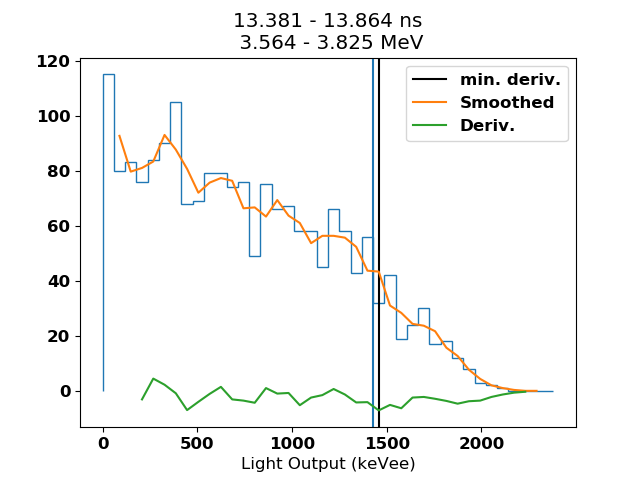 13.381 - 13.864 ns
3.564 - 3.825 MeV
120
100
80
60
40
20
0
min. deriv.
Smoothed
Deriv.
0 500 1000 1500 2000
Light Output (keVee)